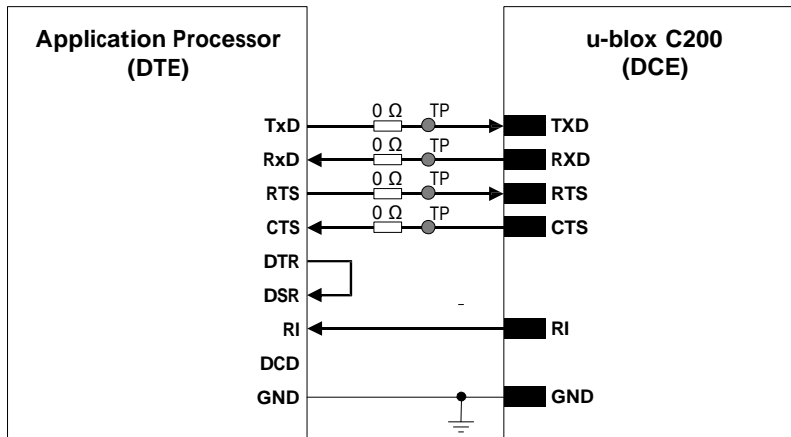 Application Processor
(DTE)
u-blox C200
(DCE)
TxD 0 Ω TP TXD
RxD 0 Ω TP RXD
RTS 0 Ω TP RTS
CTS 0 Ω TP CTS
DTR
DSR
RI RI
DCD
GND GND